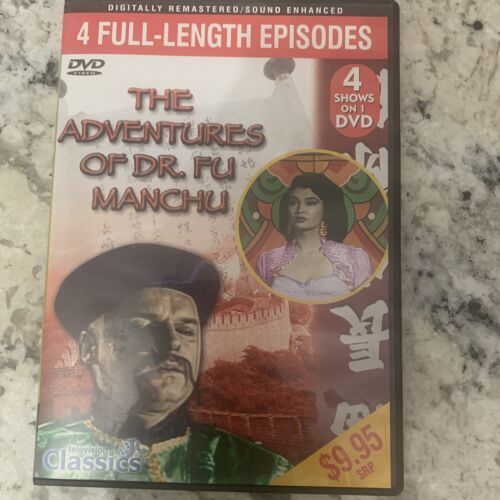 DIGITALLY REMASTERED/SOUND ENHANCED
4 FULL-LENGTH EPISODES
DVD
VIDEO
4
SHOWS
ON 1
DVD
THE
ADVENTURES
OF DR. FU
MANCHU
長
television
Classics
$9.95
SRP